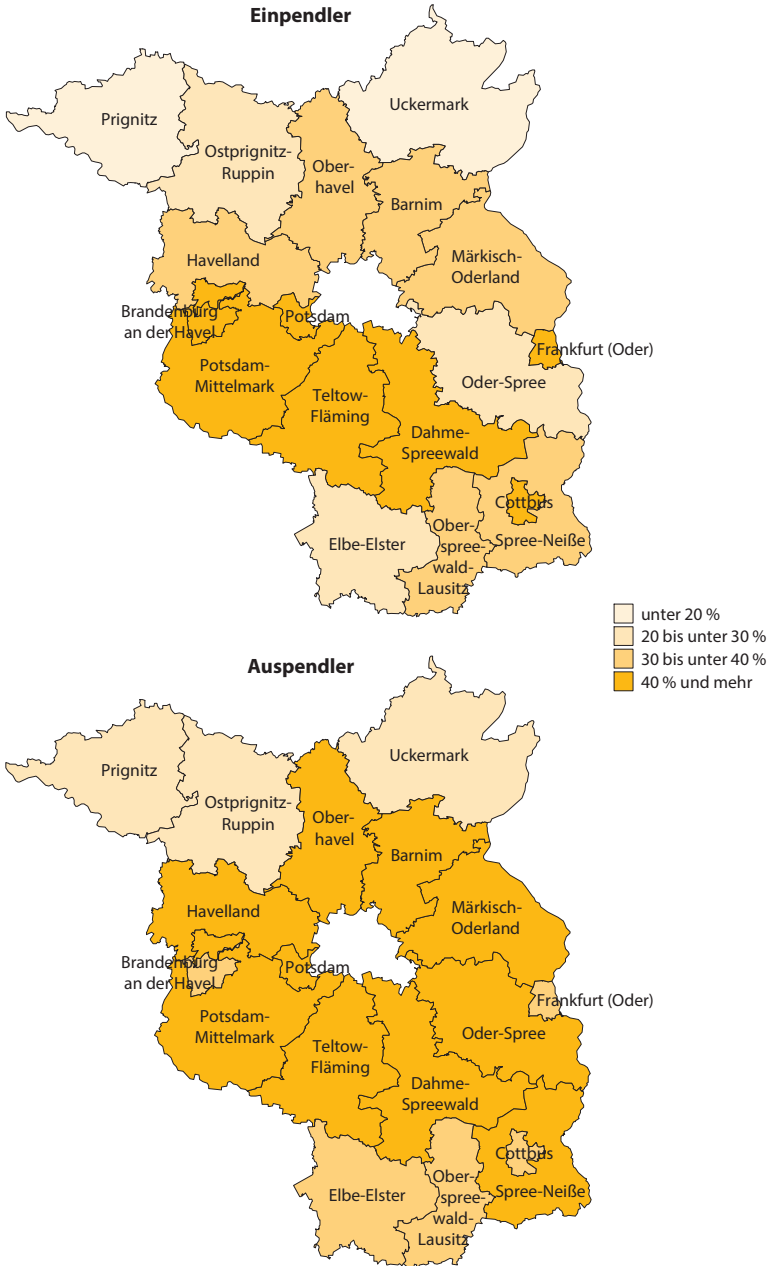 Einpendler
Uckermark
Prignitz
Ostprignitz-
Ruppin
Ober-
havel
Barnim
Havelland
Märkisch-
Oderland
Brandenburg
an der Havel
Potsdam
Frankfurt (Oder)
Potsdam-
Mittelmark
Oder-Spree
Teltow-
Fläming
Dahme-
Spreewald
Cottbus
Ober-
spree-
wald-
Lausitz
Spree-Neiße
Elbe-Elster
unter 20 %
20 bis unter 30 %
30 bis unter 40 %
40 % und mehr
Auspendler
Uckermark
Prignitz
Ostprignitz-
Ruppin
Ober-
havel
Barnim
Havelland
Märkisch-
Oderland
Brandenburg
an der Havel
Potsdam
Frankfurt (Oder)
Potsdam-
Mittelmark
Oder-Spree
Teltow-
Fläming
Dahme-
Spreewald
Cottbus
Ober-
spree-
wald-
Lausitz
Spree-Neiße
Elbe-Elster